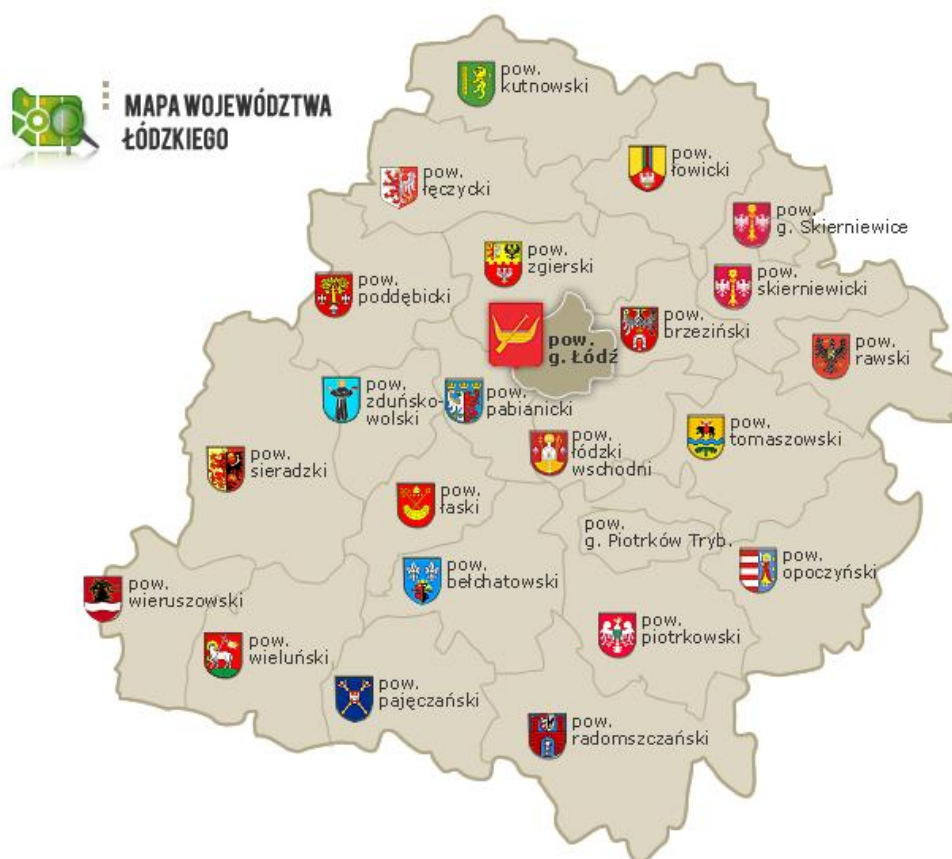 MAPA WOJEWÓDZTWA
ŁÓDZKIEGO
pow.
kutnowski
pow.
łowicki
pow.
łęczycki
pow.
g. Skierniewice
pow.
zgierski
pow.
skierniewicki
pow.
poddębicki
pow.
brzeziński
pow.
g. Łódź
pow.
rawski
pow.
zduńsko-
wolski
pow.
pabianicki
pow.
tomaszowski
pow.
łódzki
wschodni
pow.
sieradzki
pow.
łaski
pow.
g. Piotrków Tryb.
pow.
opoczyński
pow.
bełchatowski
pow.
wieruszowski
pow.
piotrkowski
pow.
wieluński
pow.
pajęczański
pow.
radomszczański